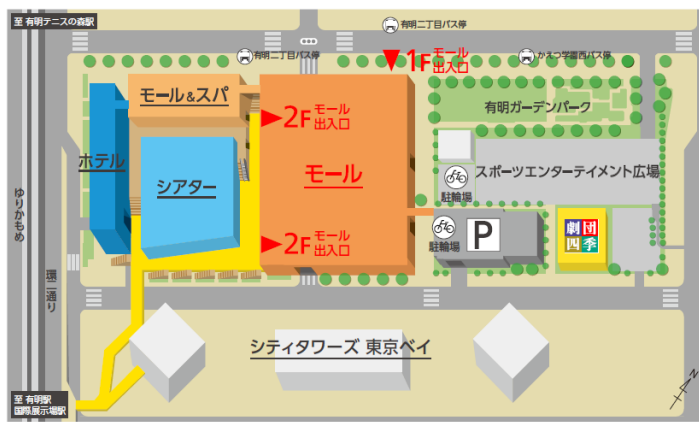 至 有明テニスの森駅
有明二丁目バス停
有明二丁目バス停
かえつ学園西バス停
1F モール
出入口
モール&スパ
2F モール
出入口
有明ガーデンパーク
ホテル
シアター
モール
スポーツエンターテイメント広場
駐輪場
ゆりかもめ
2F モール
出入口
駐輪場
P
劇団
四季
環二通り
シティタワーズ 東京ベイ
至 有明駅
国際展示場駅
N